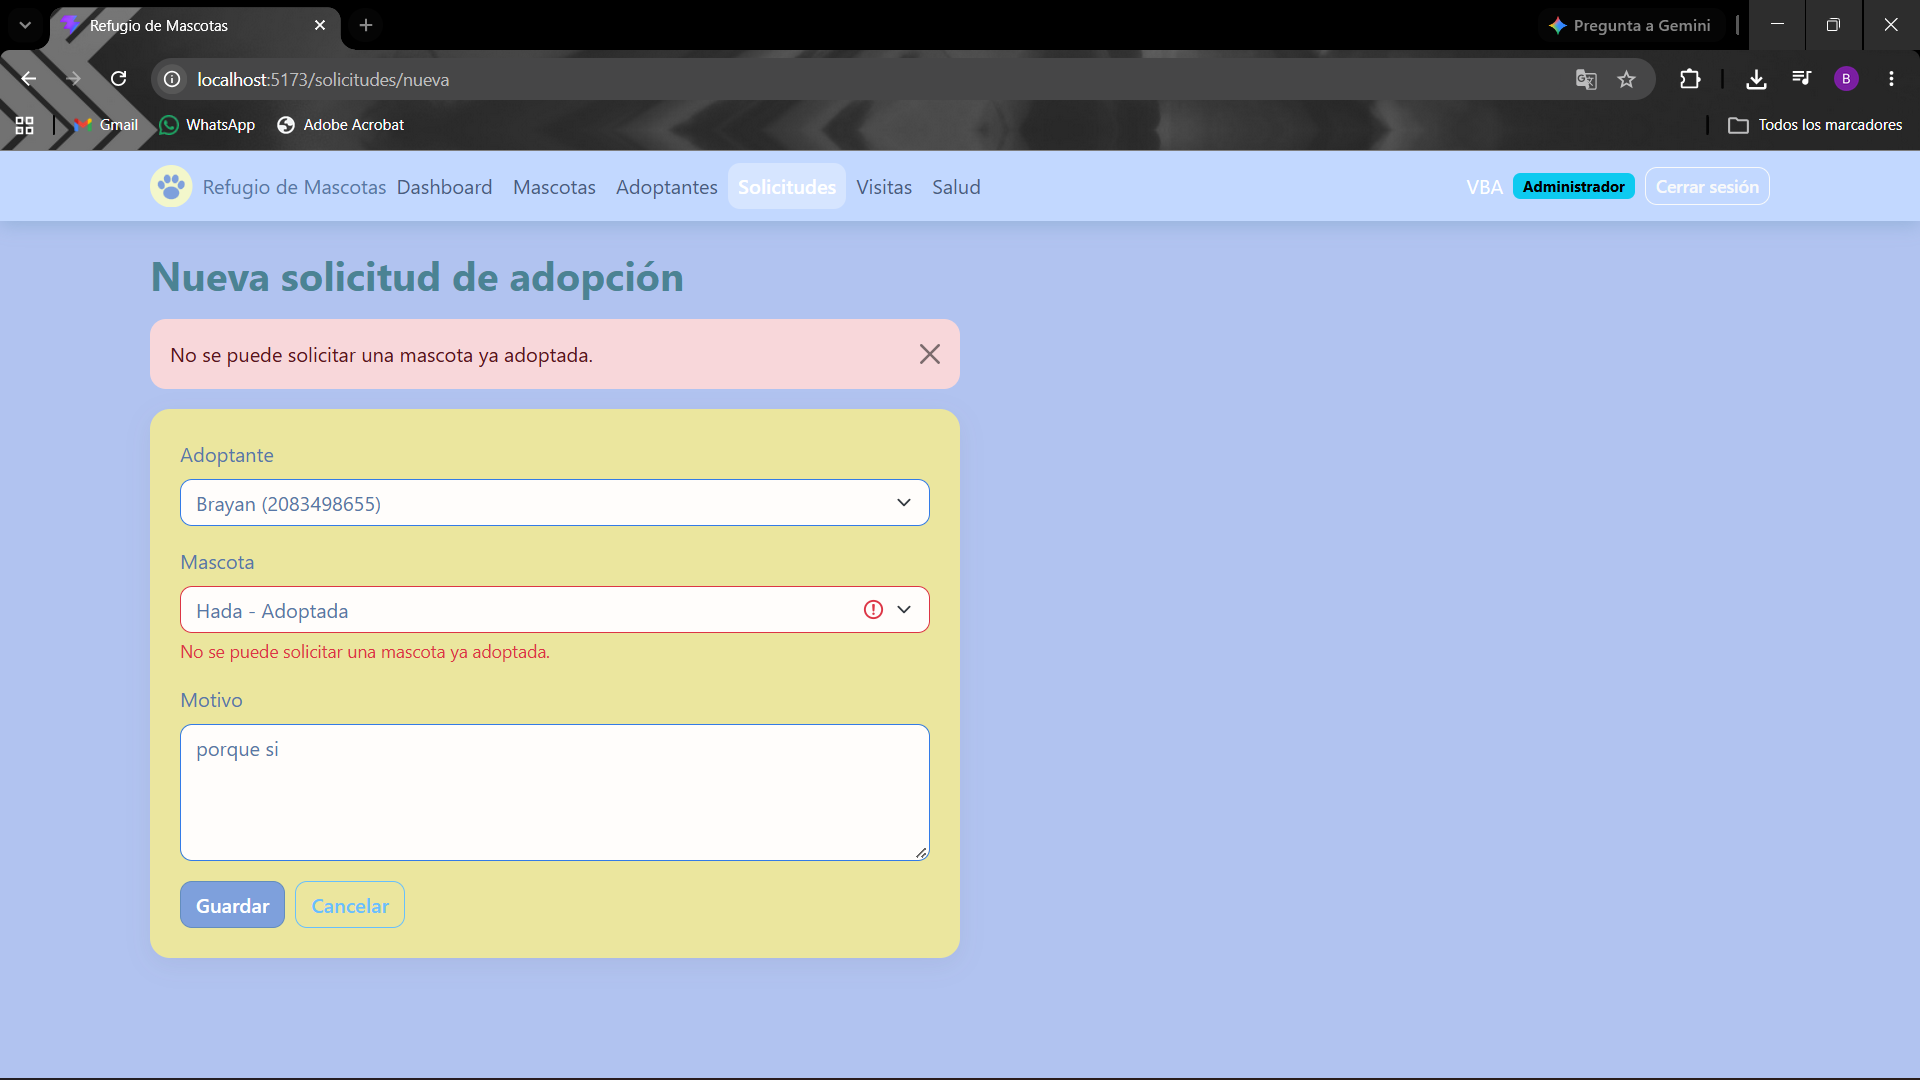 Refugio de Mascotas
Pregunta a Gemini
localhost:5173/solicitudes/nueva
B
Gmail
WhatsApp
Adobe Acrobat
Todos los marcadores
Refugio de Mascotas Dashboard Mascotas Adoptantes Solicitudes Visitas Salud
VBA Administrador Cerrar sesión
Nueva solicitud de adopción
No se puede solicitar una mascota ya adoptada.
Adoptante
Brayan (2083498655)
Mascota
Hada - Adoptada
No se puede solicitar una mascota ya adoptada.
Motivo
porque si
Guardar
Cancelar